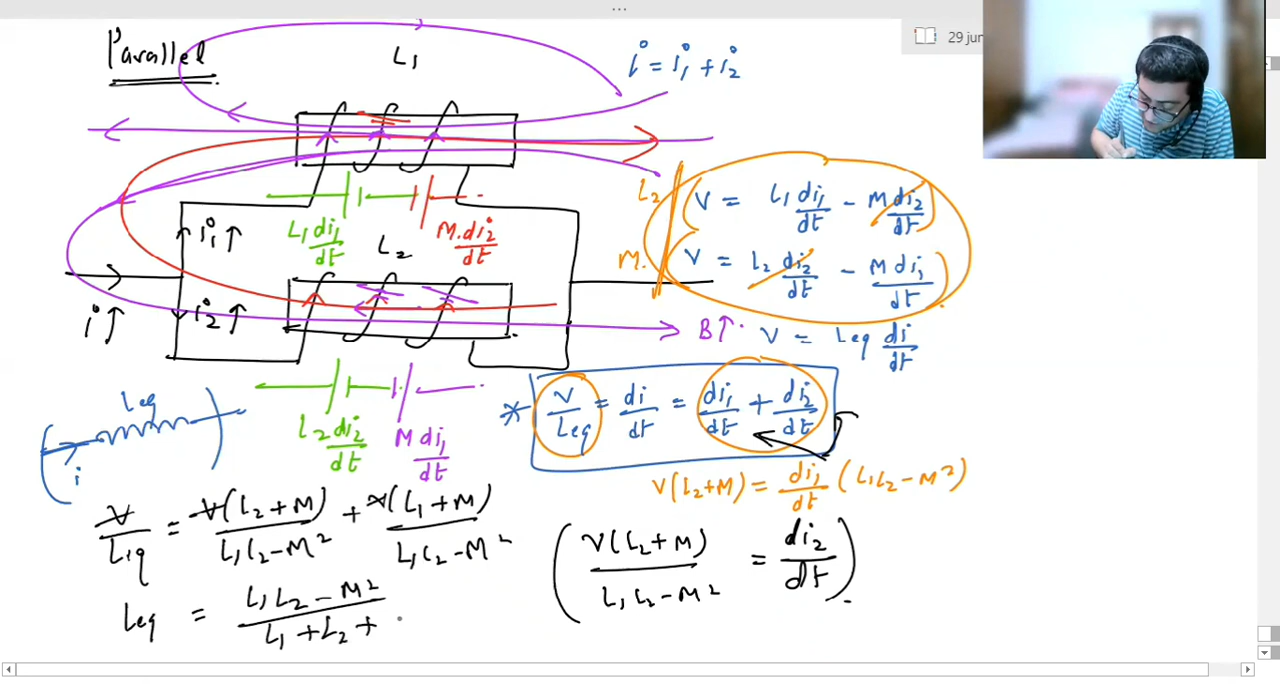 29 jun
Parallel
L₁
i = i₁ + i₂
L₁ di₁/dt
M. di₂/dt
L₂
V = L₁ di₁/dt − M di₂/dt
M.
V = L₂ di₂/dt − M di₁/dt
i₁↑
L₂
i↑
i₂↑
B↑.
V = Leq di/dt
Leq
i
L₂ di₂/dt
M di₁/dt
* V/Leq = di/dt = di₁/dt + di₂/dt
V(L₂+M) = di₁/dt (L₁L₂ − M²)
V/Leq = V(L₂+M)/L₁L₂−M² + V(L₁+M)/L₁L₂−M²
(V(L₂+M)/L₁L₂−M² = di₂/dt)
Leq = L₁L₂ − M²/L₁ + L₂ +